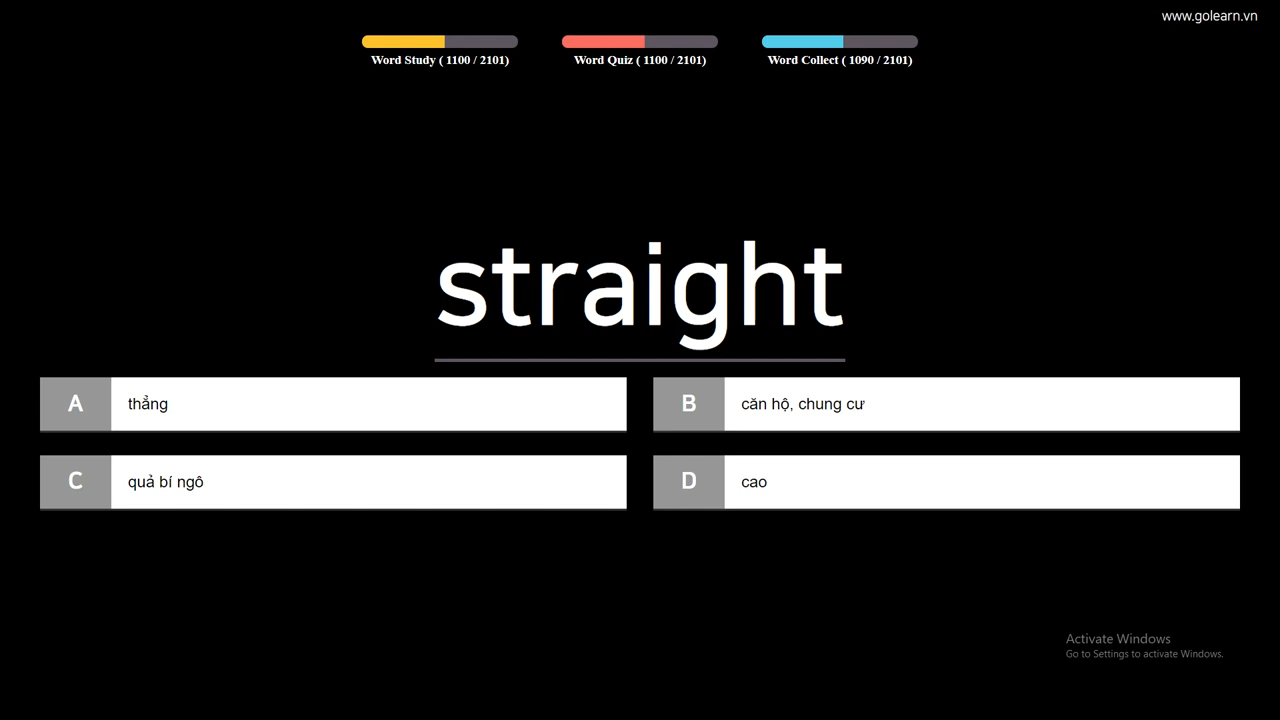 www.golearn.vn
Word Study ( 1100 / 2101) Word Quiz ( 1100 / 2101) Word Collect ( 1090 / 2101)
straight
A thẳng B căn hộ, chung cư
C quả bí ngô D cao
Activate Windows
Go to Settings to activate Windows.